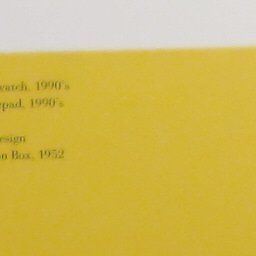 watch, 1990's
pad, 1990's
esign
n Box, 1952